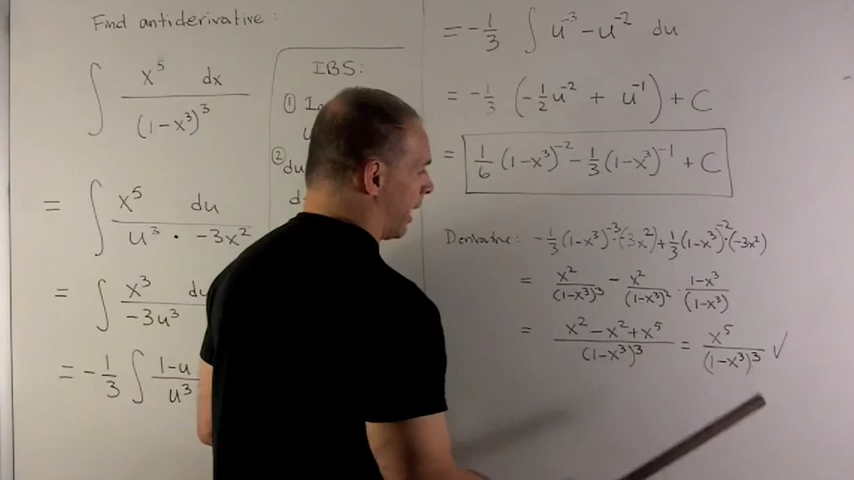 Find antiderivative:
∫ x⁵ dx / (1-x³)³
= ∫ x⁵ du / u³ · -3x²
= ∫ x³ du / -3u³
= -1/3 ∫ 1-u / u³
IBS:
①
②
du
= -1/3 ∫ u⁻³ - u⁻² du
= -1/3 (-1/2 u⁻² + u⁻¹) + C
= 1/6 (1-x³)⁻² - 1/3 (1-x³)⁻¹ + C
Derivative: -1/3 (1-x³)⁻³·(-3x²) + 1/3 (1-x³)⁻²·(-3x²)
= x² / (1-x³)³ - x² / (1-x³)² · 1-x³ / (1-x³)
= x² - x² + x⁵ / (1-x³)³ = x⁵ / (1-x³)³ ✓